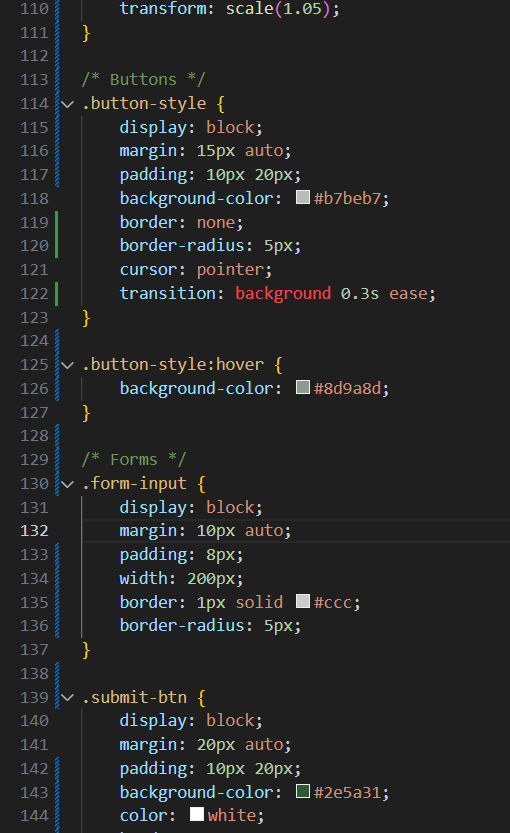 110 transform: scale(1.05);
111 }
112
113 /* Buttons */
114 .button-style {
115 display: block;
116 margin: 15px auto;
117 padding: 10px 20px;
118 background-color: #b7beb7;
119 border: none;
120 border-radius: 5px;
121 cursor: pointer;
122 transition: background 0.3s ease;
123 }
124
125 .button-style:hover {
126 background-color: #8d9a8d;
127 }
128
129 /* Forms */
130 .form-input {
131 display: block;
132 margin: 10px auto;
133 padding: 8px;
134 width: 200px;
135 border: 1px solid #ccc;
136 border-radius: 5px;
137 }
138
139 .submit-btn {
140 display: block;
141 margin: 20px auto;
142 padding: 10px 20px;
143 background-color: #2e5a31;
144 color: white;